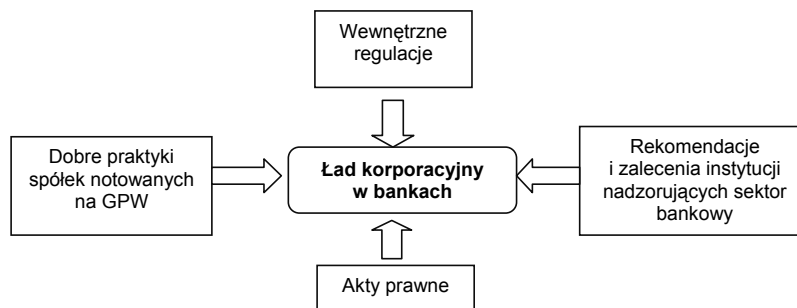 Wewnętrzne
regulacje
Dobre praktyki
spółek notowanych
na GPW
Ład korporacyjny
w bankach
Rekomendacje
i zalecenia instytucji
nadzorujących sektor
bankowy
Akty prawne